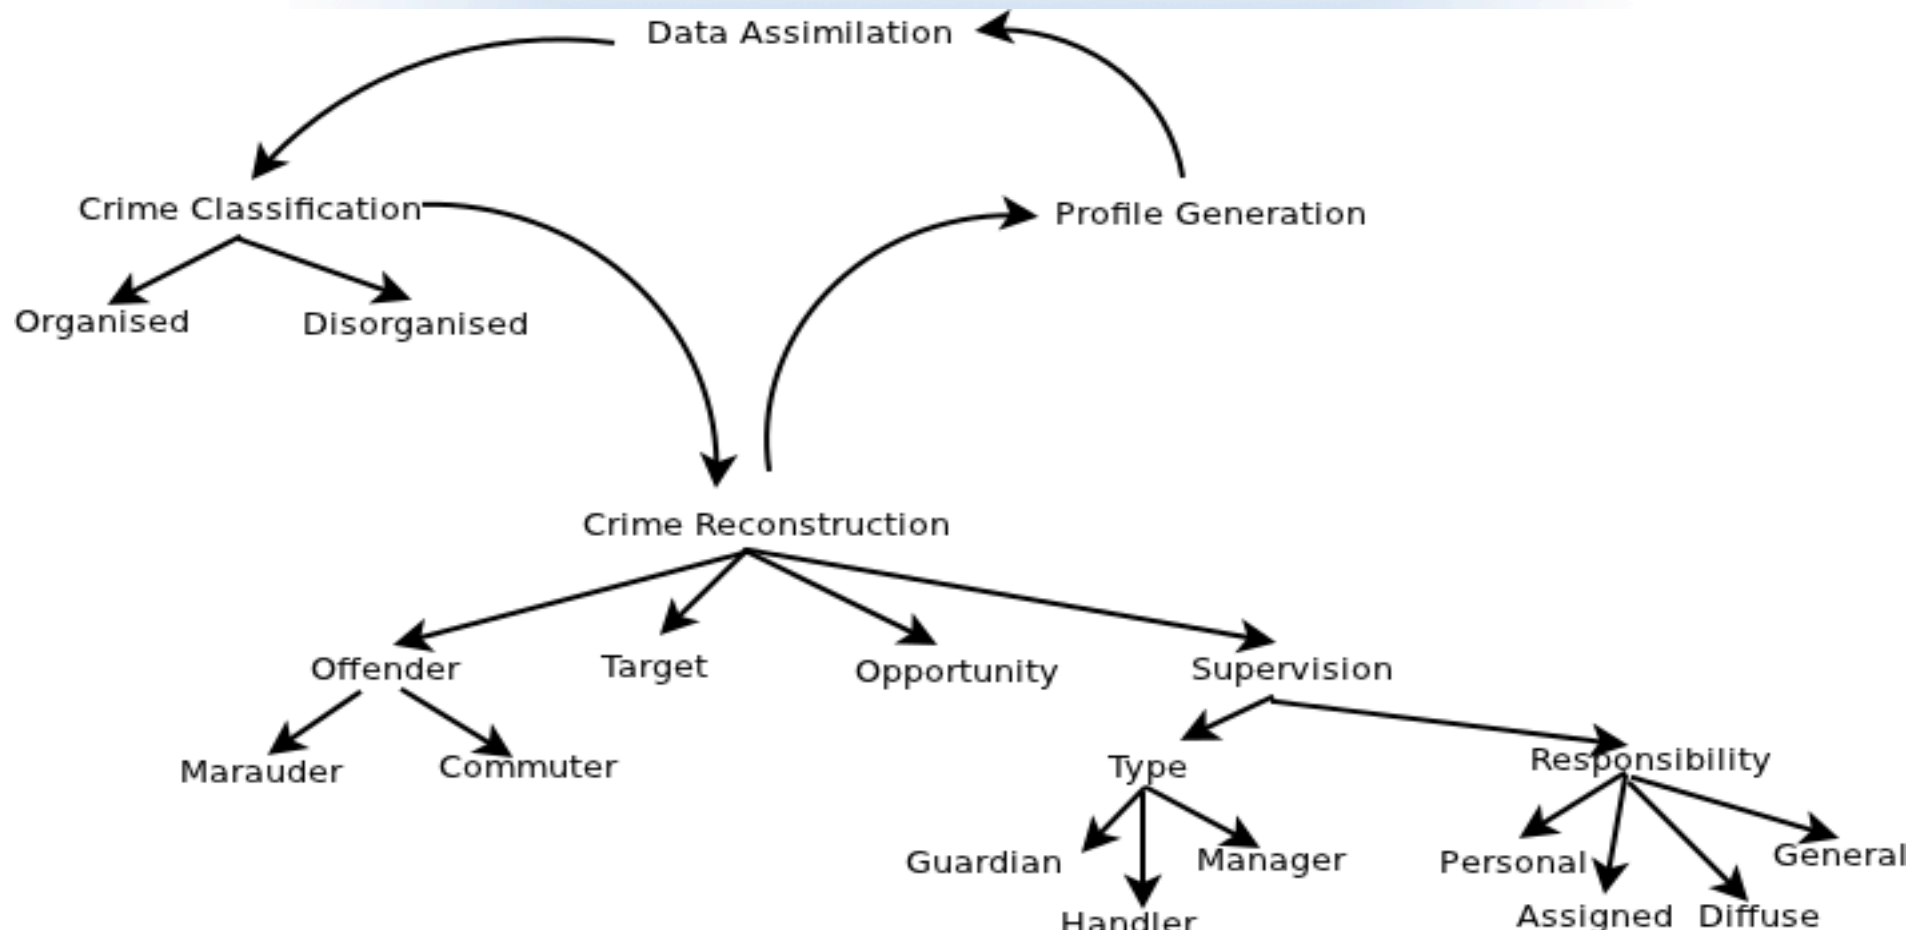 Data Assimilation
Crime Classification
Profile Generation
Organised
Disorganised
Crime Reconstruction
Offender
Target
Opportunity
Supervision
Marauder
Commuter
Type
Responsibility
Guardian
Manager
Personal
General
Handler
Assigned
Diffuse